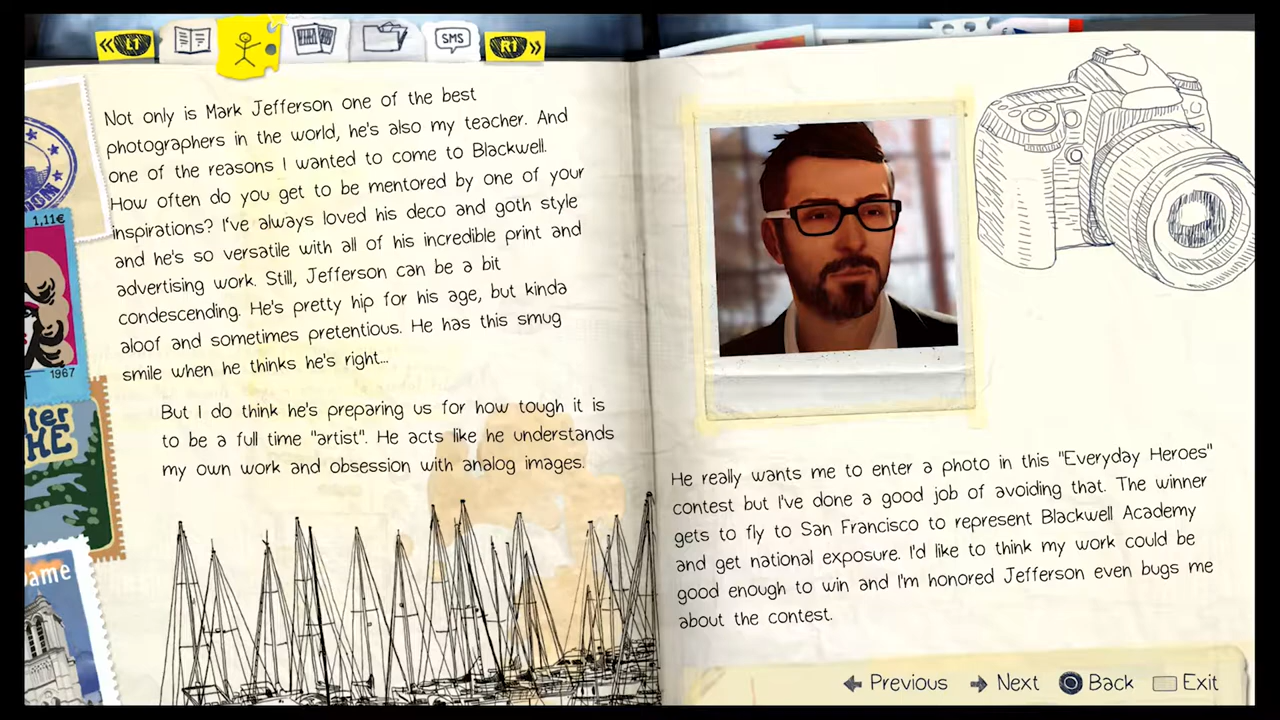 L1
SMS
R1
Not only is Mark Jefferson one of the best
photographers in the world, he's also my teacher. And
one of the reasons I wanted to come to Blackwell.
How often do you get to be mentored by one of your
inspirations? I've always loved his deco and goth style
and he's so versatile with all of his incredible print and
advertising work. Still, Jefferson can be a bit
condescending. He's pretty hip for his age, but kinda
aloof and sometimes pretentious. He has this smug
smile when he thinks he's right...
But I do think he's preparing us for how tough it is
to be a full time "artist". He acts like he understands
my own work and obsession with analog images.
1,11€
1967
ter
HE
ame
He really wants me to enter a photo in this "Everyday Heroes"
contest but I've done a good job of avoiding that. The winner
gets to fly to San Francisco to represent Blackwell Academy
and get national exposure. I'd like to think my work could be
good enough to win and I'm honored Jefferson even bugs me
about the contest.
Previous Next Back Exit